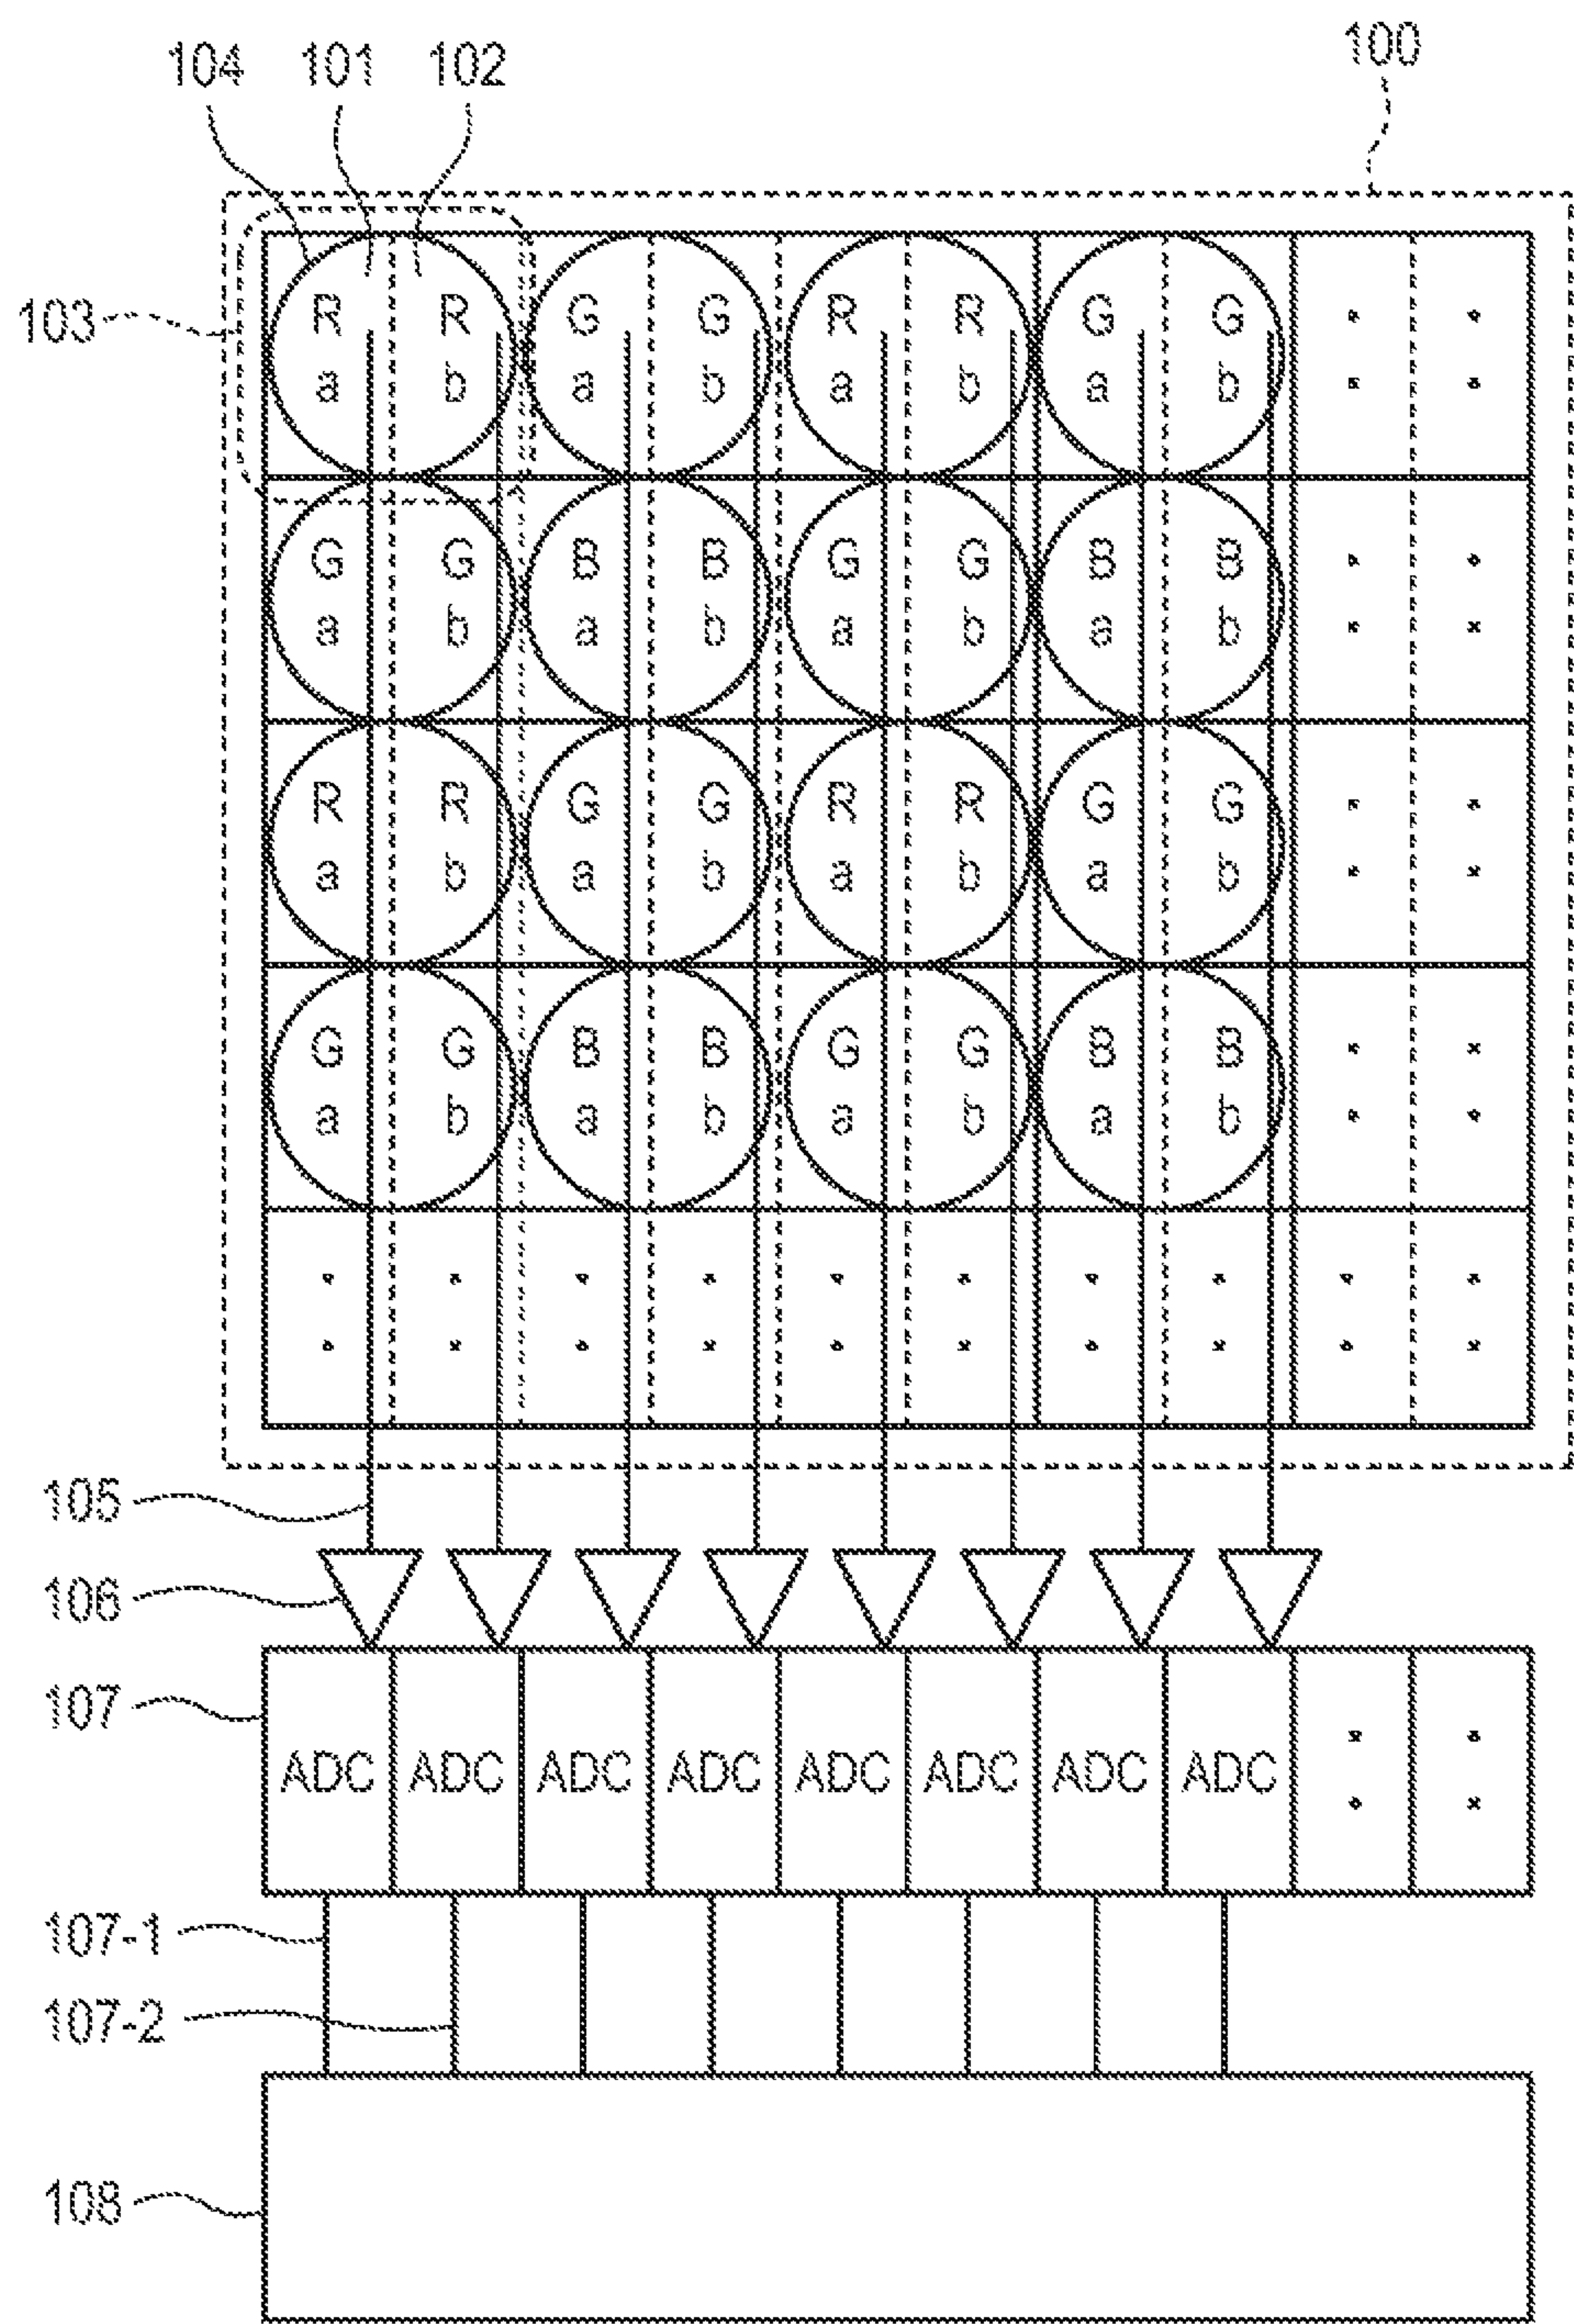 104 101 102 100
103
R R G G R R G G
a b a b a b a b
G G B B G G B B
a b a b a b a b
R R G G R R G G
a b a b a b a b
G G B B G G B B
a b a b a b a b
105
106
107
ADC ADC ADC ADC ADC ADC ADC ADC
107-1
107-2
108